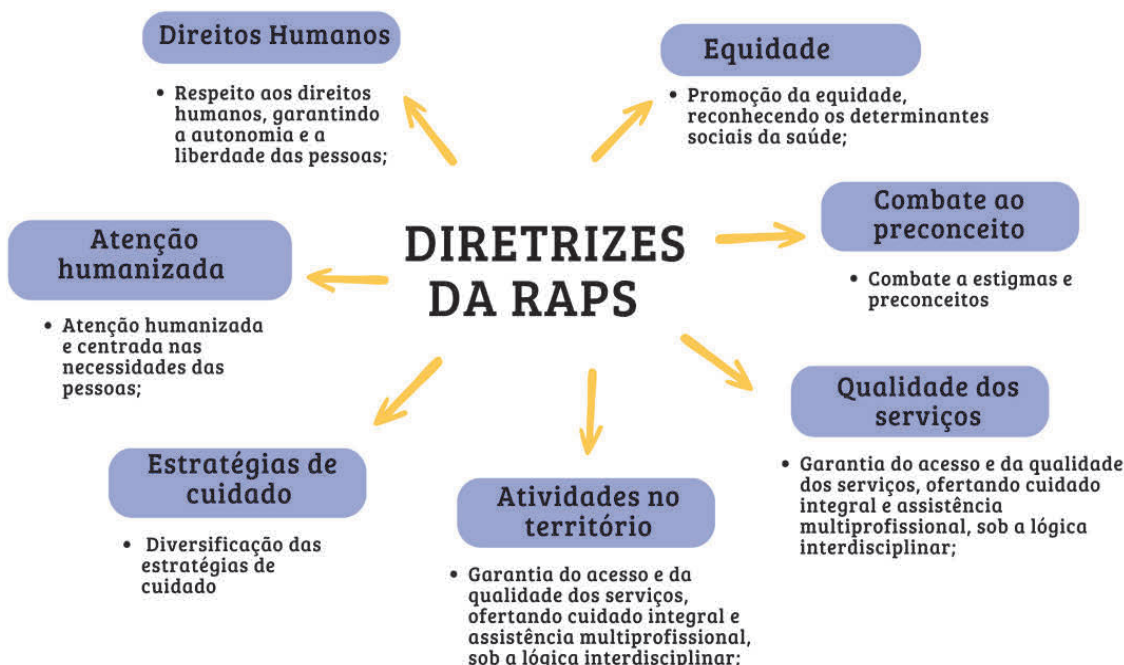 Direitos Humanos
• Respeito aos direitos
humanos, garantindo
a autonomia e a
liberdade das pessoas;
Equidade
• Promoção da equidade,
reconhecendo os determinantes
sociais da saúde;
Combate ao
preconceito
• Combate a estigmas e
preconceitos
DIRETRIZES
DA RAPS
Atenção
humanizada
• Atenção humanizada
e centrada nas
necessidades das
pessoas;
Qualidade dos
serviços
• Garantia do acesso e da qualidade
dos serviços, ofertando cuidado
integral e assistência
multiprofissional, sob a lógica
interdisciplinar;
Estratégias de
cuidado
• Diversificação das
estratégias de
cuidado
Atividades no
território
• Garantia do acesso e da
qualidade dos serviços,
ofertando cuidado integral e
assistência multiprofissional,
sob a lógica interdisciplinar;